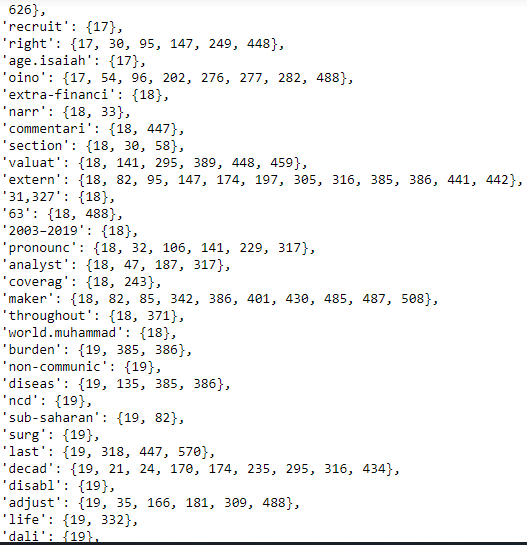 626},
'recruit': {17},
'right': {17, 30, 95, 147, 249, 448},
'age.isaiah': {17},
'oino': {17, 54, 96, 202, 276, 277, 282, 488},
'extra-financi': {18},
'narr': {18, 33},
'commentari': {18, 447},
'section': {18, 30, 58},
'valuat': {18, 141, 295, 389, 448, 459},
'extern': {18, 82, 95, 147, 174, 197, 305, 316, 385, 386, 441, 442},
'31,327': {18},
'63': {18, 488},
'2003–2019': {18},
'pronounc': {18, 32, 106, 141, 229, 317},
'analyst': {18, 47, 187, 317},
'coverag': {18, 243},
'maker': {18, 82, 85, 342, 386, 401, 430, 485, 487, 508},
'throughout': {18, 371},
'world.muhammad': {18},
'burden': {19, 385, 386},
'non-communic': {19},
'diseas': {19, 135, 385, 386},
'ncd': {19},
'sub-saharan': {19, 82},
'surg': {19},
'last': {19, 318, 447, 570},
'decad': {19, 21, 24, 170, 174, 235, 295, 316, 434},
'disabl': {19},
'adjust': {19, 35, 166, 181, 309, 488},
'life': {19, 332},
'dali': {19},